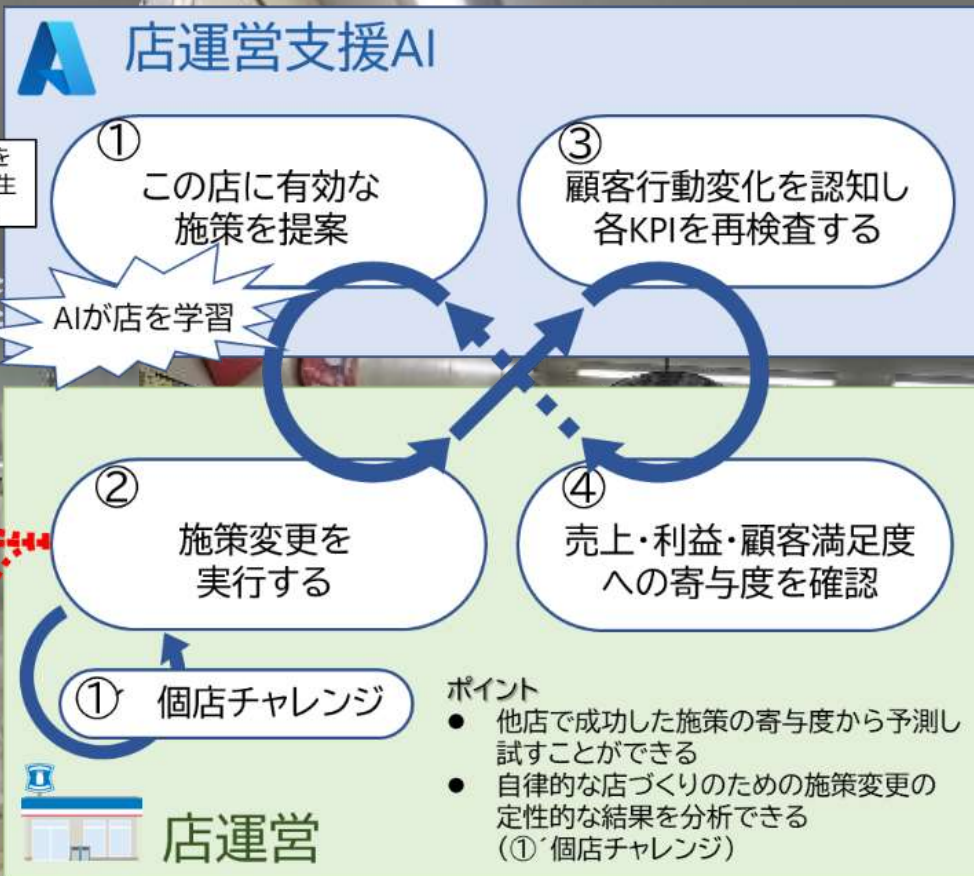 店運営支援AI
を
生
①
この店に有効な
施策を提案
③
顧客行動変化を認知し
各KPIを再検査する
AIが店を学習
②
施策変更を
実行する
④
売上・利益・顧客満足度
への寄与度を確認
①´ 個店チャレンジ
ポイント
● 他店で成功した施策の寄与度から予測し
試すことができる
● 自律的な店づくりのための施策変更の
定性的な結果を分析できる
(①´個店チャレンジ)
店運営